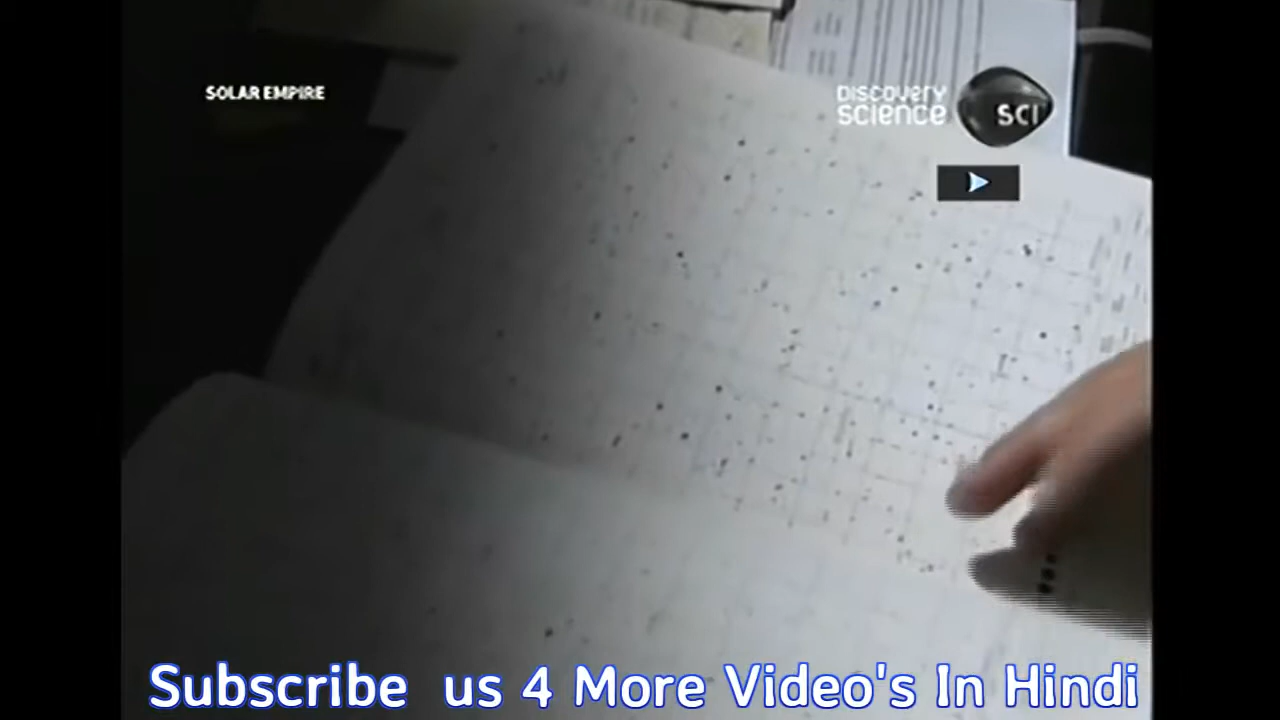 SOLAR EMPIRE
DISCOVERY
SCIENCE
SCI
Subscribe us 4 More Video's In Hindi